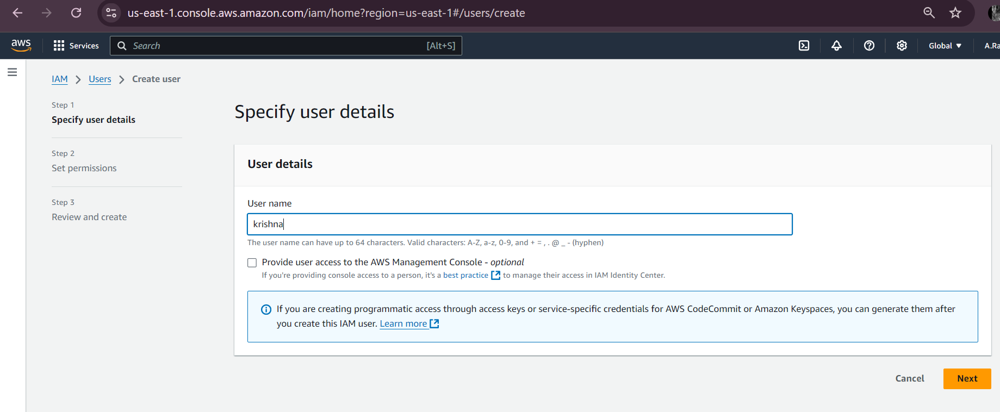 us-east-1.console.aws.amazon.com/iam/home?region=us-east-1#/users/create
aws Services Search [Alt+S] Global A.Ra
IAM > Users > Create user
Step 1
Specify user details
Step 2
Set permissions
Step 3
Review and create
Specify user details
User details
User name
krishna
The user name can have up to 64 characters. Valid characters: A-Z, a-z, 0-9, and + = , . @ _ - (hyphen)
Provide user access to the AWS Management Console - optional
If you're providing console access to a person, it's a best practice to manage their access in IAM Identity Center.
If you are creating programmatic access through access keys or service-specific credentials for AWS CodeCommit or Amazon Keyspaces, you can generate them after
you create this IAM user. Learn more
Cancel Next